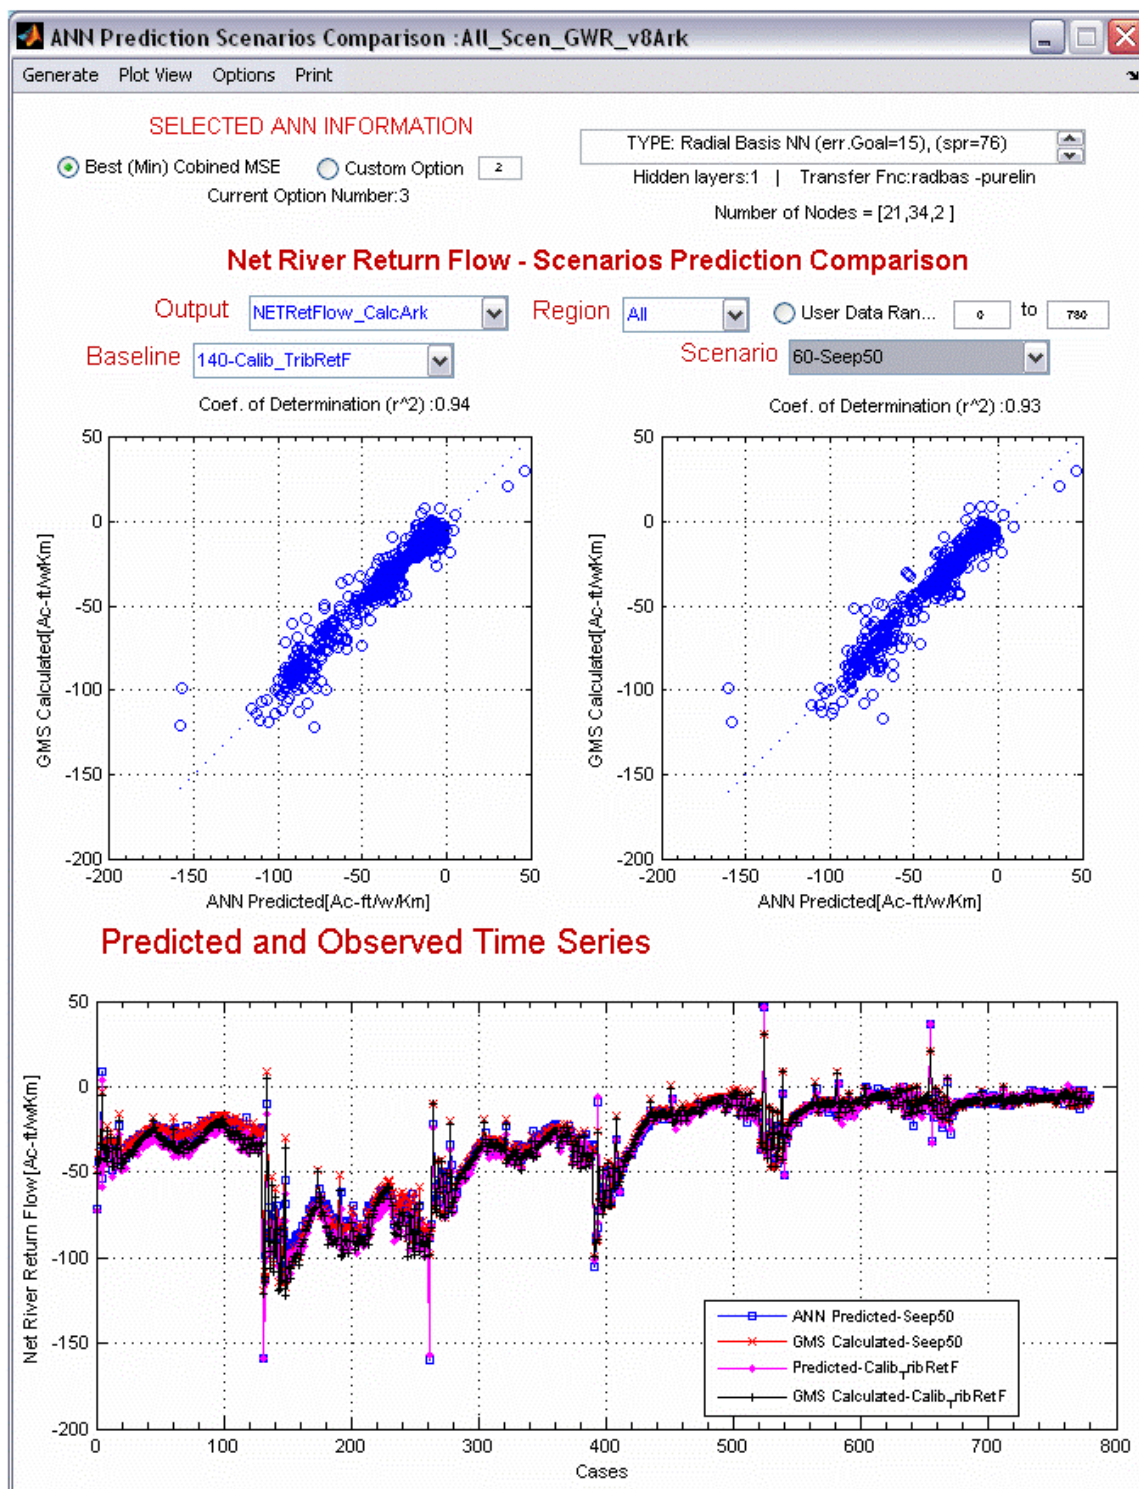 ANN Prediction Scenarios Comparison :All_Scen_GWR_v8Ark
Generate Plot View Options Print
SELECTED ANN INFORMATION
Best (Min) Cobined MSE Custom Option 2
Current Option Number:3
TYPE: Radial Basis NN (err.Goal=15), (spr=76)
Hidden layers:1 | Transfer Fnc:radbas -purelin
Number of Nodes = [21,34,2 ]
Net River Return Flow - Scenarios Prediction Comparison
Output NETRetFlow_CalcArk Region All User Data Ran... 0 to 780
Baseline 140-Calib_TribRetF Scenario 60-Seep50
Coef. of Determination (r^2) :0.94
Coef. of Determination (r^2) :0.93
50
0
-50
-100
-150
-200
GMS Calculated[Ac-ft/wKm]
-200 -150 -100 -50 0 50
ANN Predicted[Ac-ft/w/Km]
50
0
-50
-100
-150
-200
GMS Calculated[Ac-ft/wKm]
-200 -150 -100 -50 0 50
ANN Predicted[Ac-ft/w/Km]
Predicted and Observed Time Series
50
0
-50
-100
-150
-200
Net River Return Flow[Ac-ft/wKm]
ANN Predicted-Seep50
GMS Calculated-Seep50
Predicted-Calib_TribRetF
GMS Calculated-Calib_TribRetF
0 100 200 300 400 500 600 700 800
Cases